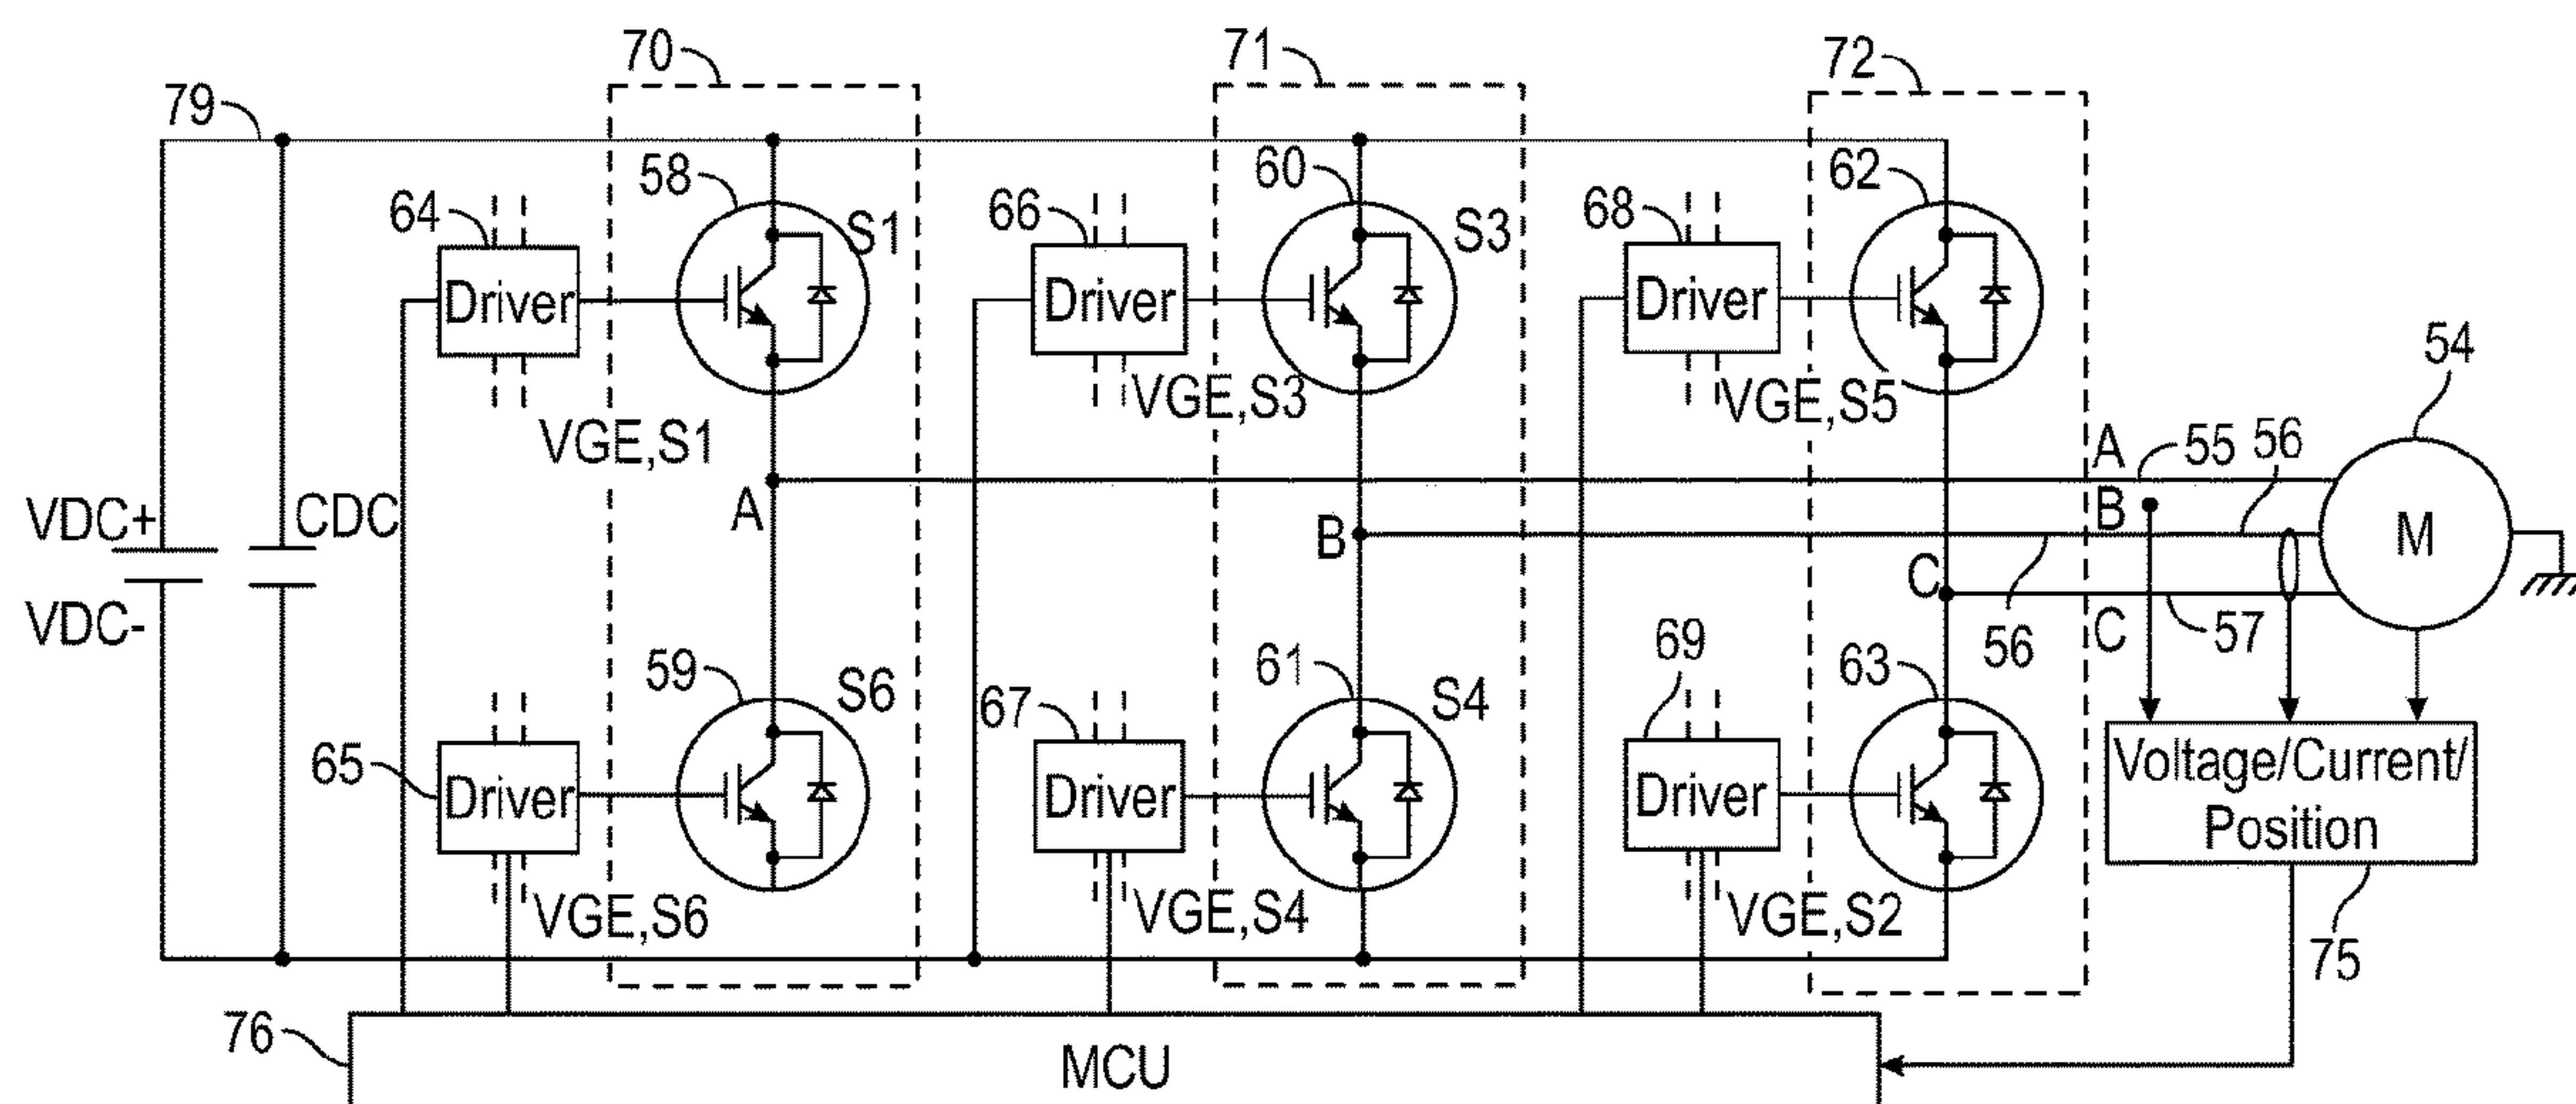 70
71
72
79
58
60
62
64
S1
66
S3
68
Driver
Driver
Driver
54
VGE,S1
VGE,S3
VGE,S5
A
55
56
VDC+
CDC
A
B
B
M
C
VDC-
C
57
56
59
S6
61
S4
69
63
67
65
Driver
Driver
Driver
Voltage/Current/
Position
VGE,S6
VGE,S4
VGE,S2
75
76
MCU